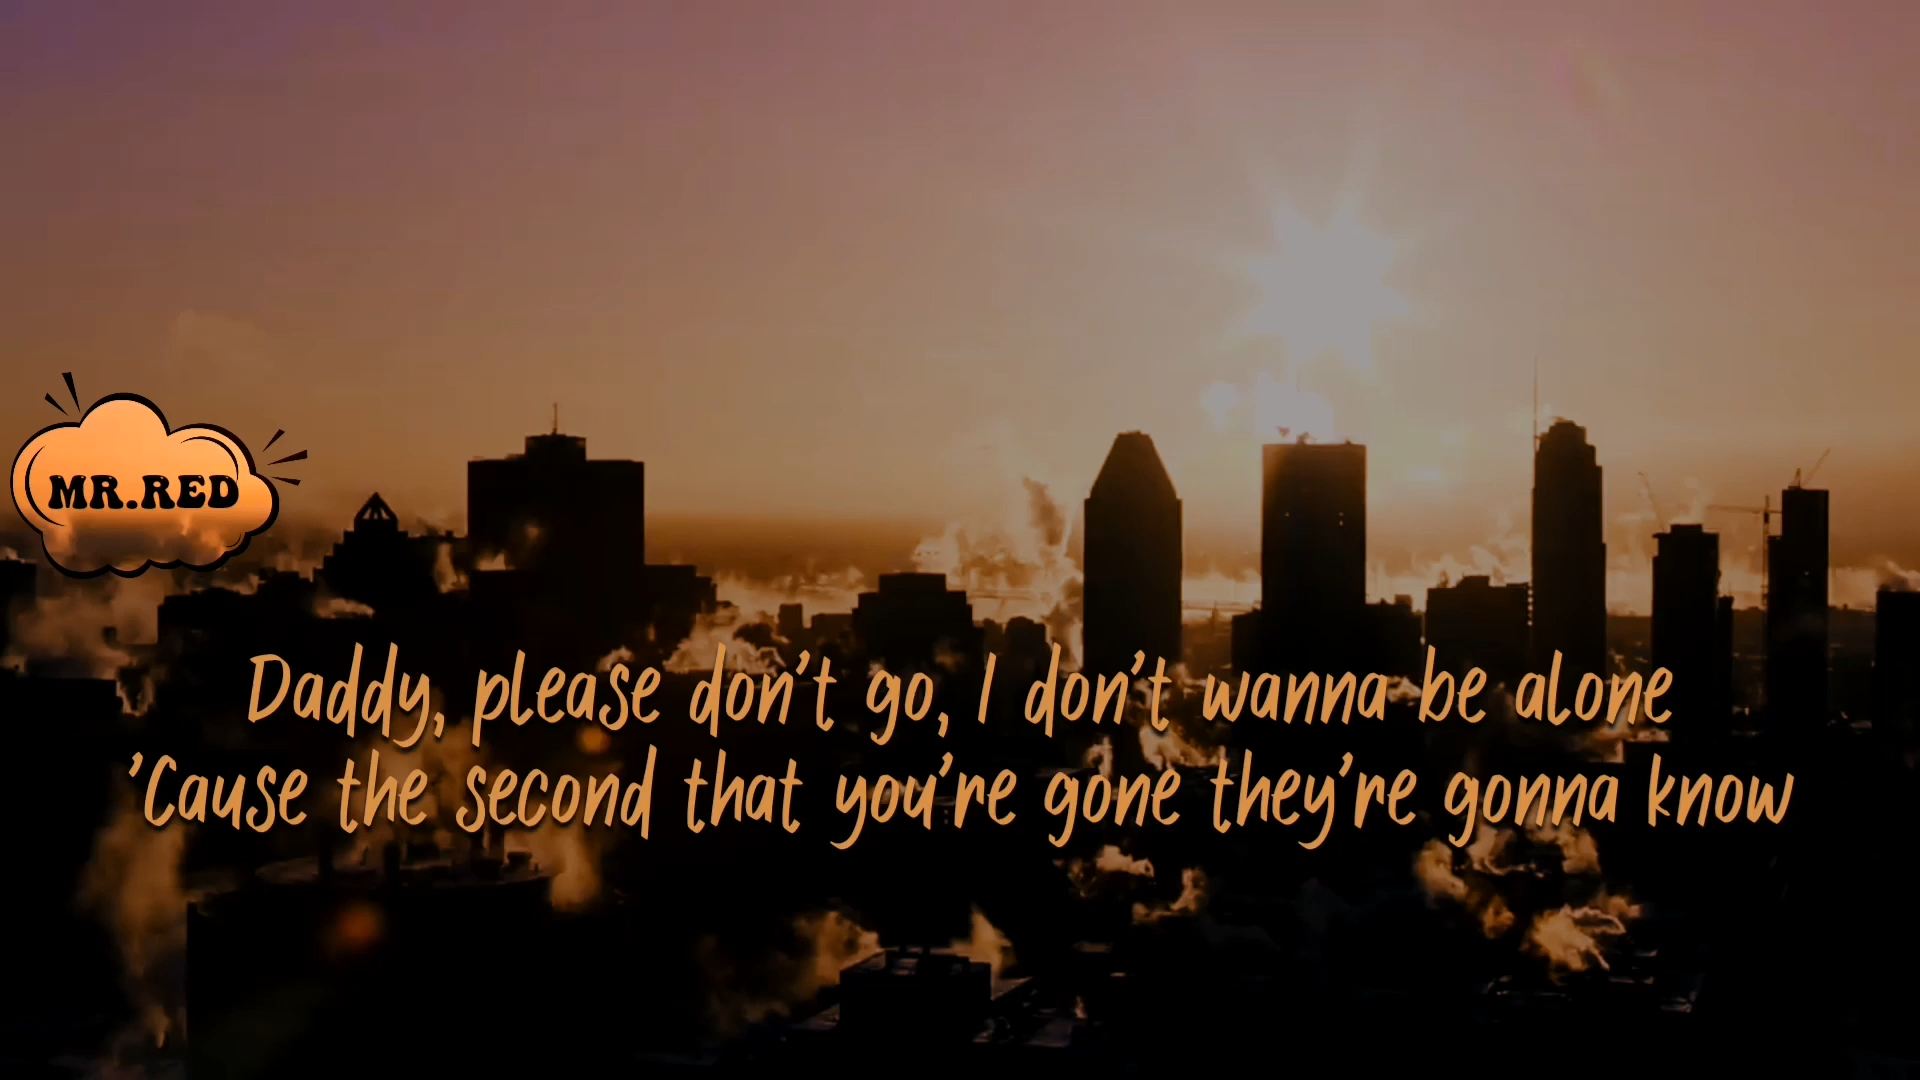 MR.RED
Daddy, please don't go, I don't wanna be alone
'Cause the second that you're gone they're gonna know